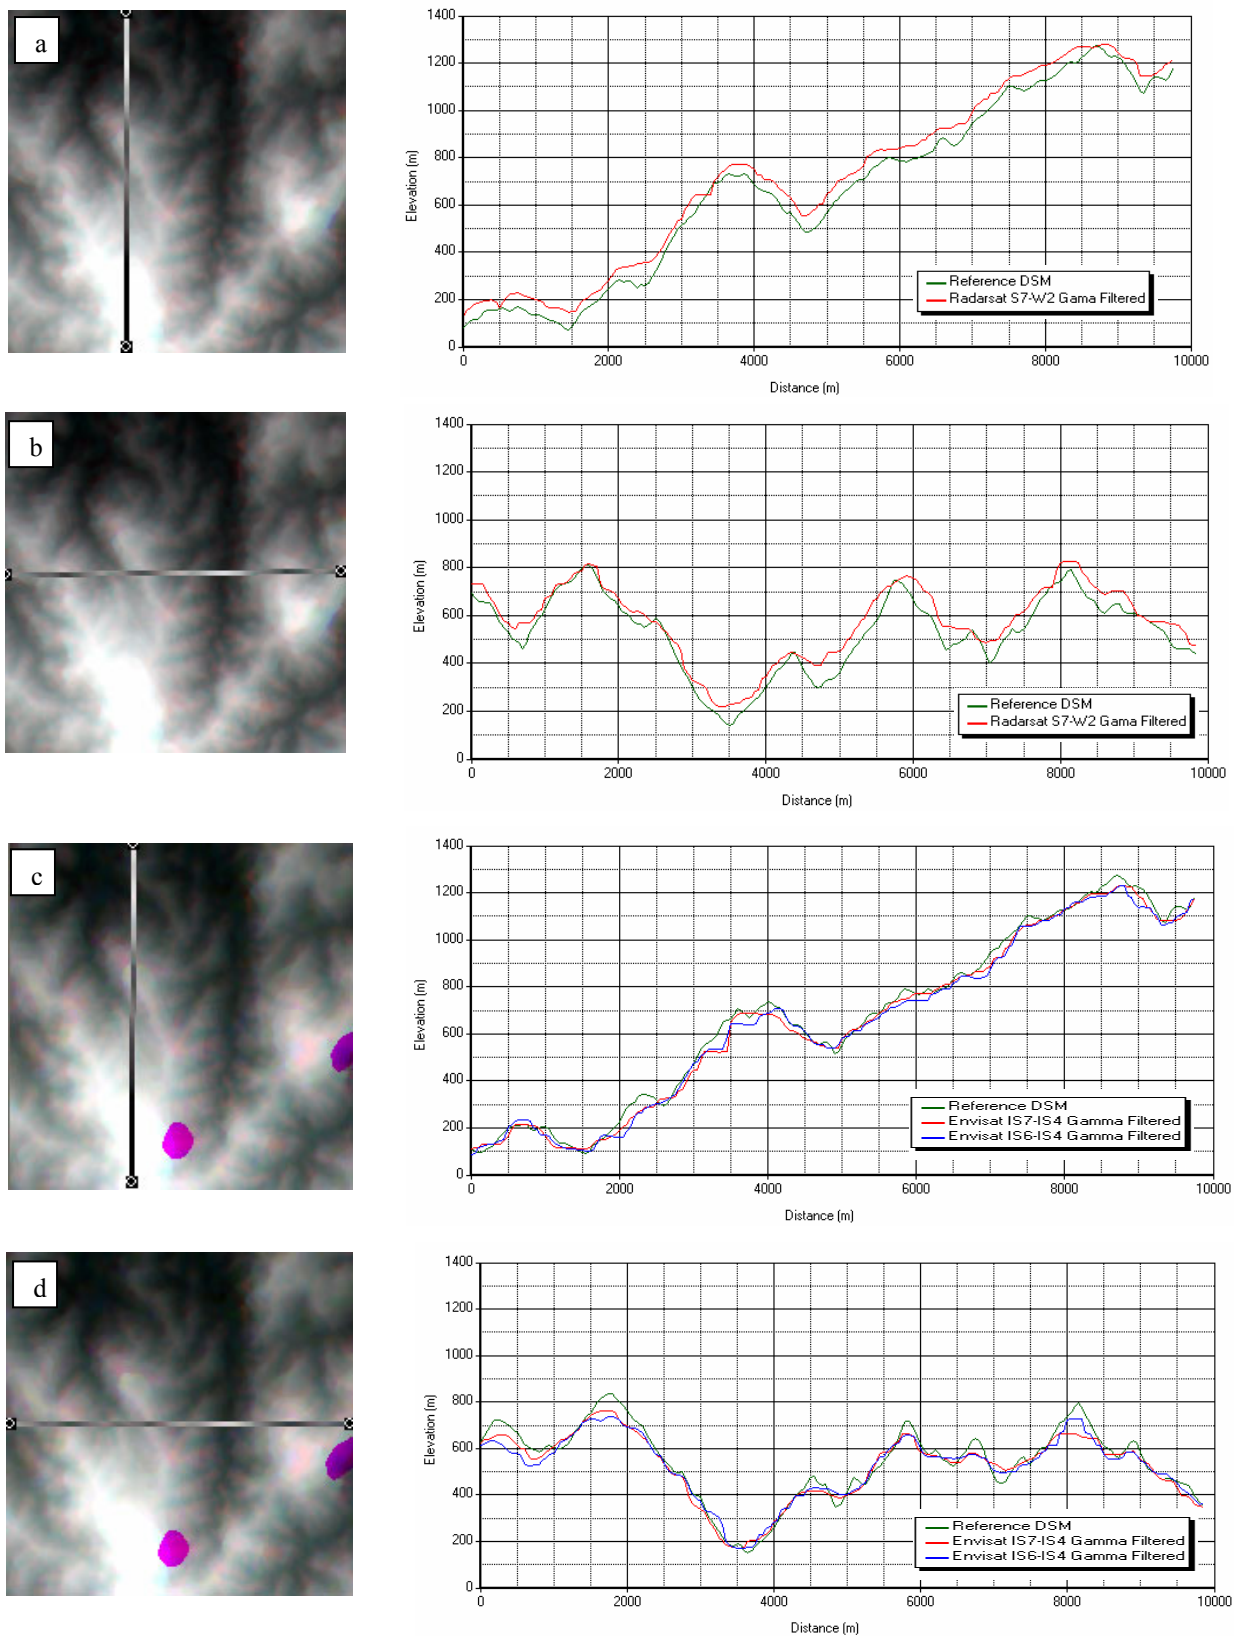 a
1400
1200
1000
800
600
400
200
0
Elevation (m)
Reference DSM
Radarsat S7-W2 Gama Filtered
0 2000 4000 6000 8000 10000
Distance (m)
b
1400
1200
1000
800
600
400
200
0
Elevation (m)
Reference DSM
Radarsat S7-W2 Gama Filtered
0 2000 4000 6000 8000 10000
Distance (m)
c
1400
1200
1000
800
600
400
200
0
Elevation (m)
Reference DSM
Envisat IS7-IS4 Gamma Filtered
Envisat IS6-IS4 Gamma Filtered
0 2000 4000 6000 8000 10000
Distance (m)
d
1400
1200
1000
800
600
400
200
0
Elevation (m)
Reference DSM
Envisat IS7-IS4 Gamma Filtered
Envisat IS6-IS4 Gamma Filtered
0 2000 4000 6000 8000 10000
Distance (m)